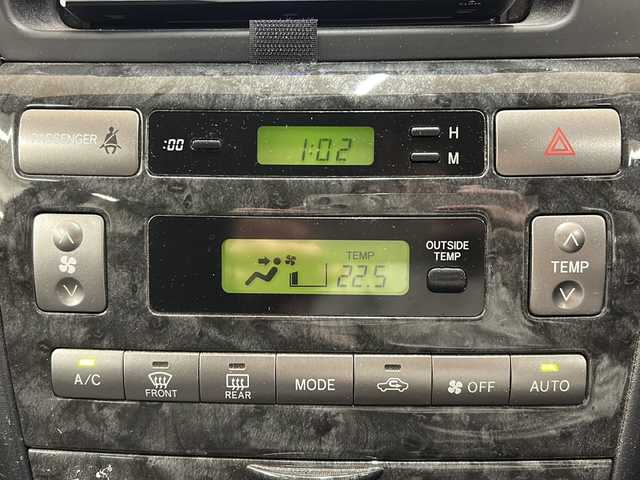 PASSENGER
:00
1:02
H
M
TEMP
22.5
OUTSIDE
TEMP
TEMP
A/C
FRONT
REAR
MODE
OFF
AUTO